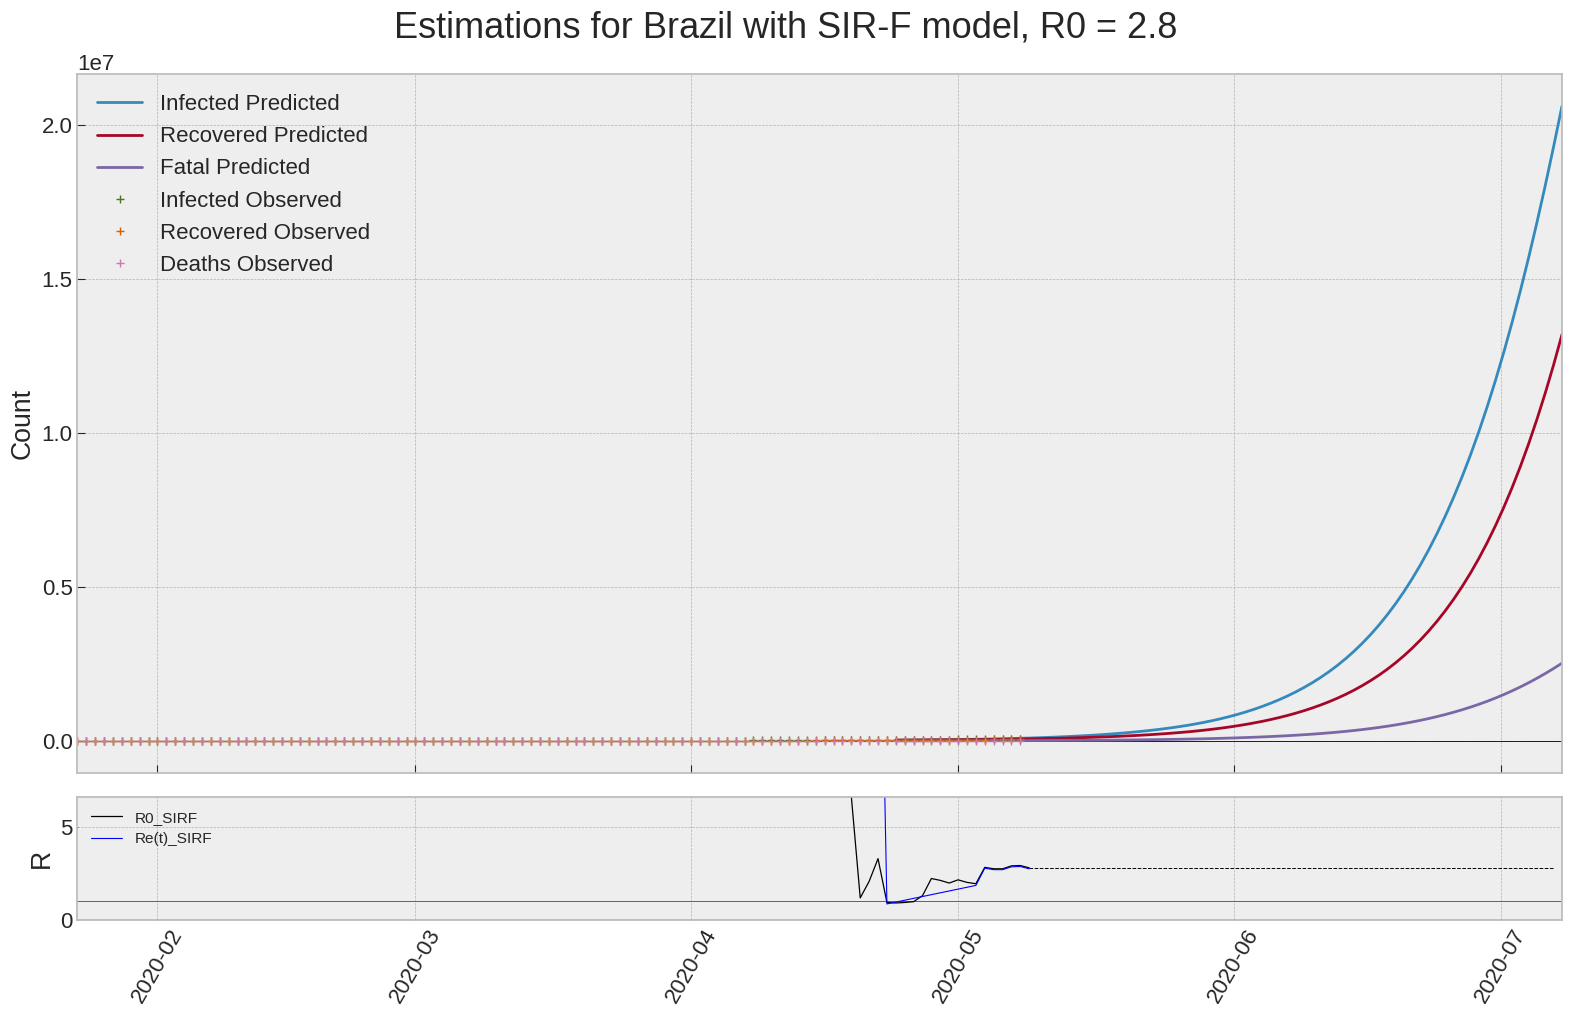 Estimations for Brazil with SIR-F model, R0 = 2.8
1e7
Infected Predicted
Recovered Predicted
Fatal Predicted
Infected Observed
Recovered Observed
Deaths Observed
2.0
1.5
1.0
0.5
0.0
Count
R0_SIRF
Re(t)_SIRF
5
0
R
2020-02
2020-03
2020-04
2020-05
2020-06
2020-07